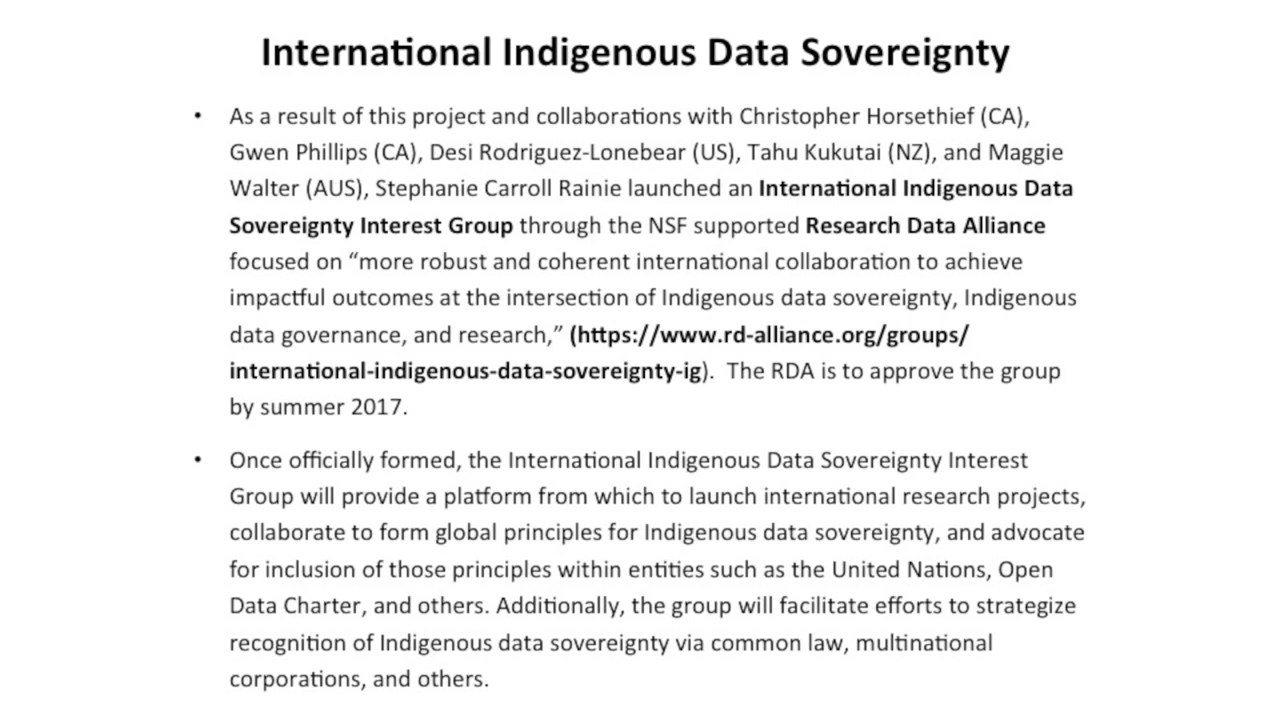 International Indigenous Data Sovereignty
• As a result of this project and collaborations with Christopher Horsethief (CA),
Gwen Phillips (CA), Desi Rodriguez-Lonebear (US), Tahu Kukutai (NZ), and Maggie
Walter (AUS), Stephanie Carroll Rainie launched an International Indigenous Data
Sovereignty Interest Group through the NSF supported Research Data Alliance
focused on “more robust and coherent international collaboration to achieve
impactful outcomes at the intersection of Indigenous data sovereignty, Indigenous
data governance, and research,” (https://www.rd-alliance.org/groups/
international-indigenous-data-sovereignty-ig).  The RDA is to approve the group
by summer 2017.
• Once officially formed, the International Indigenous Data Sovereignty Interest
Group will provide a platform from which to launch international research projects,
collaborate to form global principles for Indigenous data sovereignty, and advocate
for inclusion of those principles within entities such as the United Nations, Open
Data Charter, and others. Additionally, the group will facilitate efforts to strategize
recognition of Indigenous data sovereignty via common law, multinational
corporations, and others.